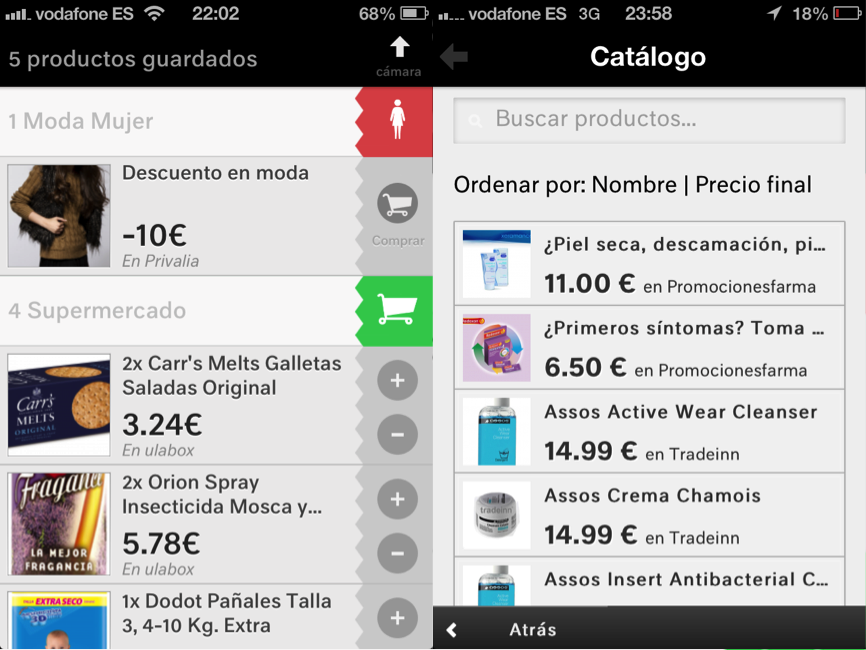 vodafone ES 22:02 68%
5 productos guardados
cámara
1 Moda Mujer
Descuento en moda
-10€
En Privalia
Comprar
4 Supermercado
2x Carr's Melts Galletas
Saladas Original
3.24€
En ulabox
Carr's
MELTS
ORIGINAL
2x Orion Spray
Insecticida Mosca y...
5.78€
En ulabox
Fragancia
LA MEJOR
FRAGANCIA
1x Dodot Pañales Talla
3, 4-10 Kg. Extra
EXTRA SECO
vodafone ES 3G 23:58 18%
Catálogo
Buscar productos...
Ordenar por: Nombre | Precio final
¿Piel seca, descamación, pi...
11.00 € en Promocionesfarma
¿Primeros síntomas? Toma ...
6.50 € en Promocionesfarma
Assos Active Wear Cleanser
14.99 € en Tradeinn
Assos Crema Chamois
14.99 € en Tradeinn
tradeinn
Assos Insert Antibacterial C...
Atrás